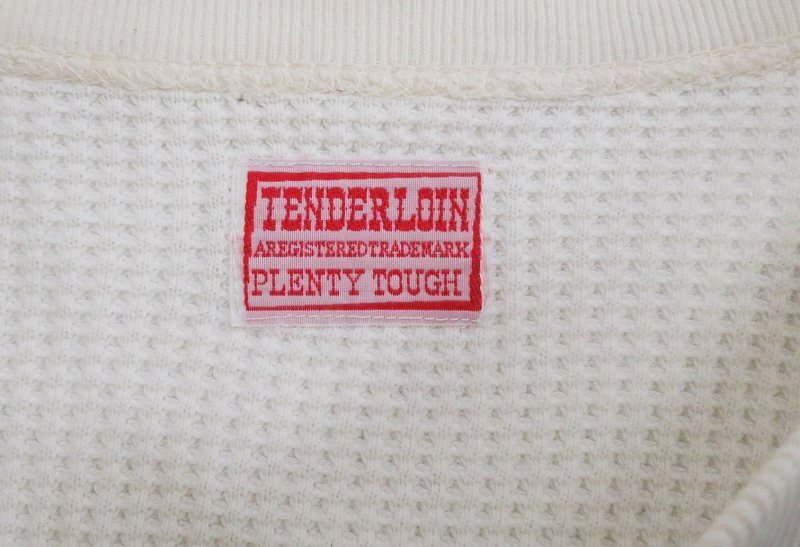 TENDERLOIN
AREGISTEREDTRADEMARK
PLENTY TOUGH